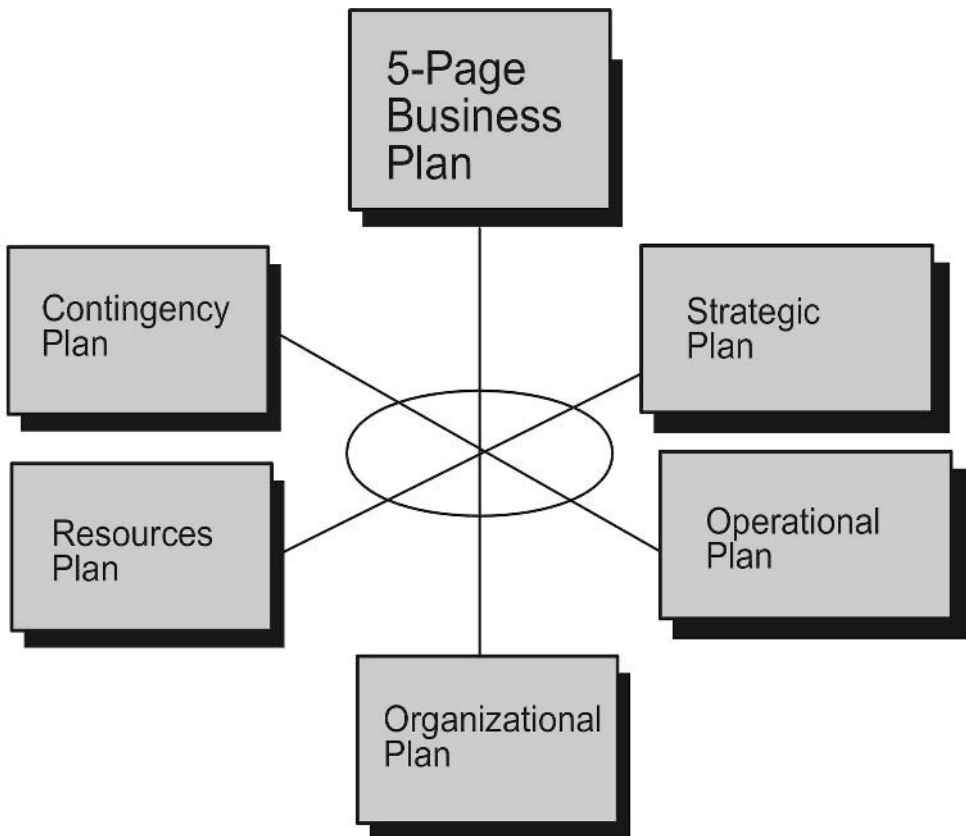 5-Page
Business
Plan
Contingency
Plan
Strategic
Plan
Resources
Plan
Operational
Plan
Organizational
Plan